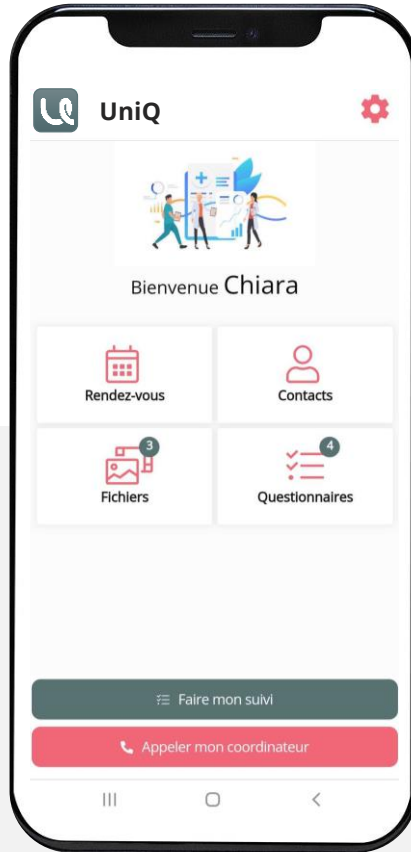 UniQ
Bienvenue Chiara
Rendez-vous
Contacts
3
Fichiers
4
Questionnaires
Faire mon suivi
Appeler mon coordinateur